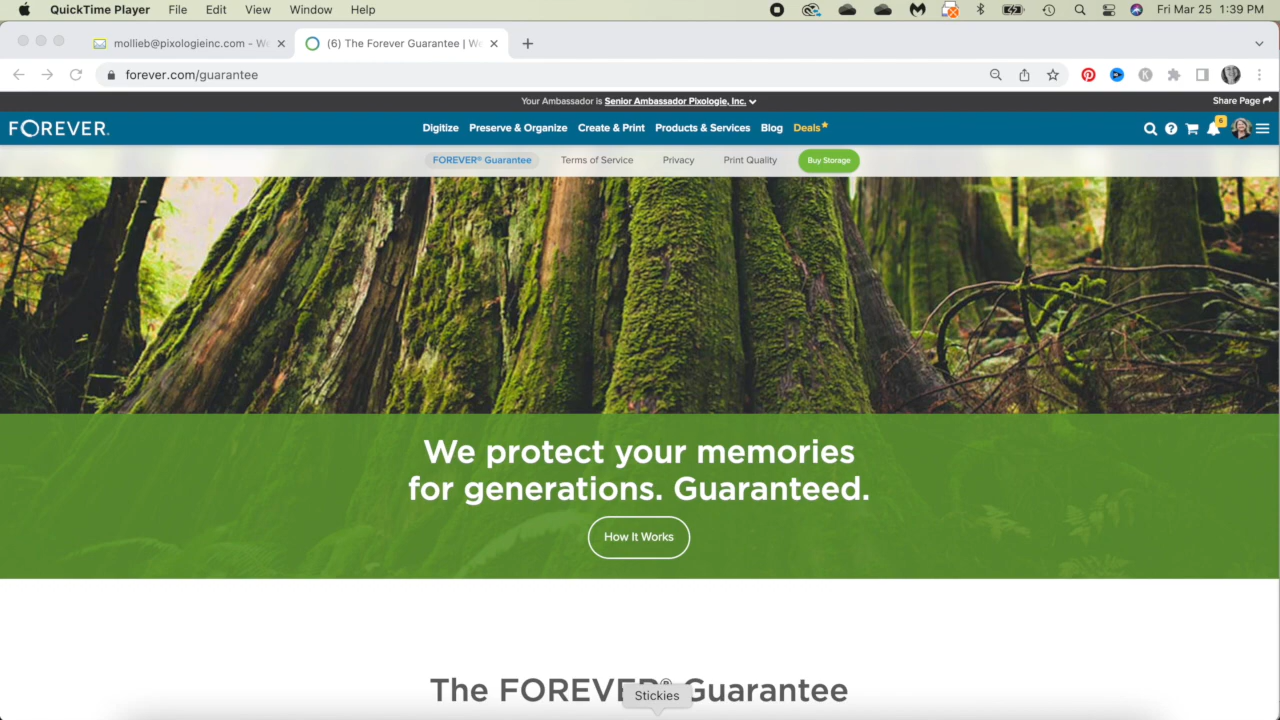 QuickTime Player File Edit View Window Help Fri Mar 25 1:39 PM
mollieb@pixologieinc.com - We
(6) The Forever Guarantee | We
forever.com/guarantee
Your Ambassador is Senior Ambassador Pixologie, Inc. Share Page
FOREVER.
Digitize Preserve & Organize Create & Print Products & Services Blog Deals
6
FOREVER® Guarantee Terms of Service Privacy Print Quality Buy Storage
We protect your memories
for generations. Guaranteed.
How It Works
The FOREVER® Guarantee
Stickies